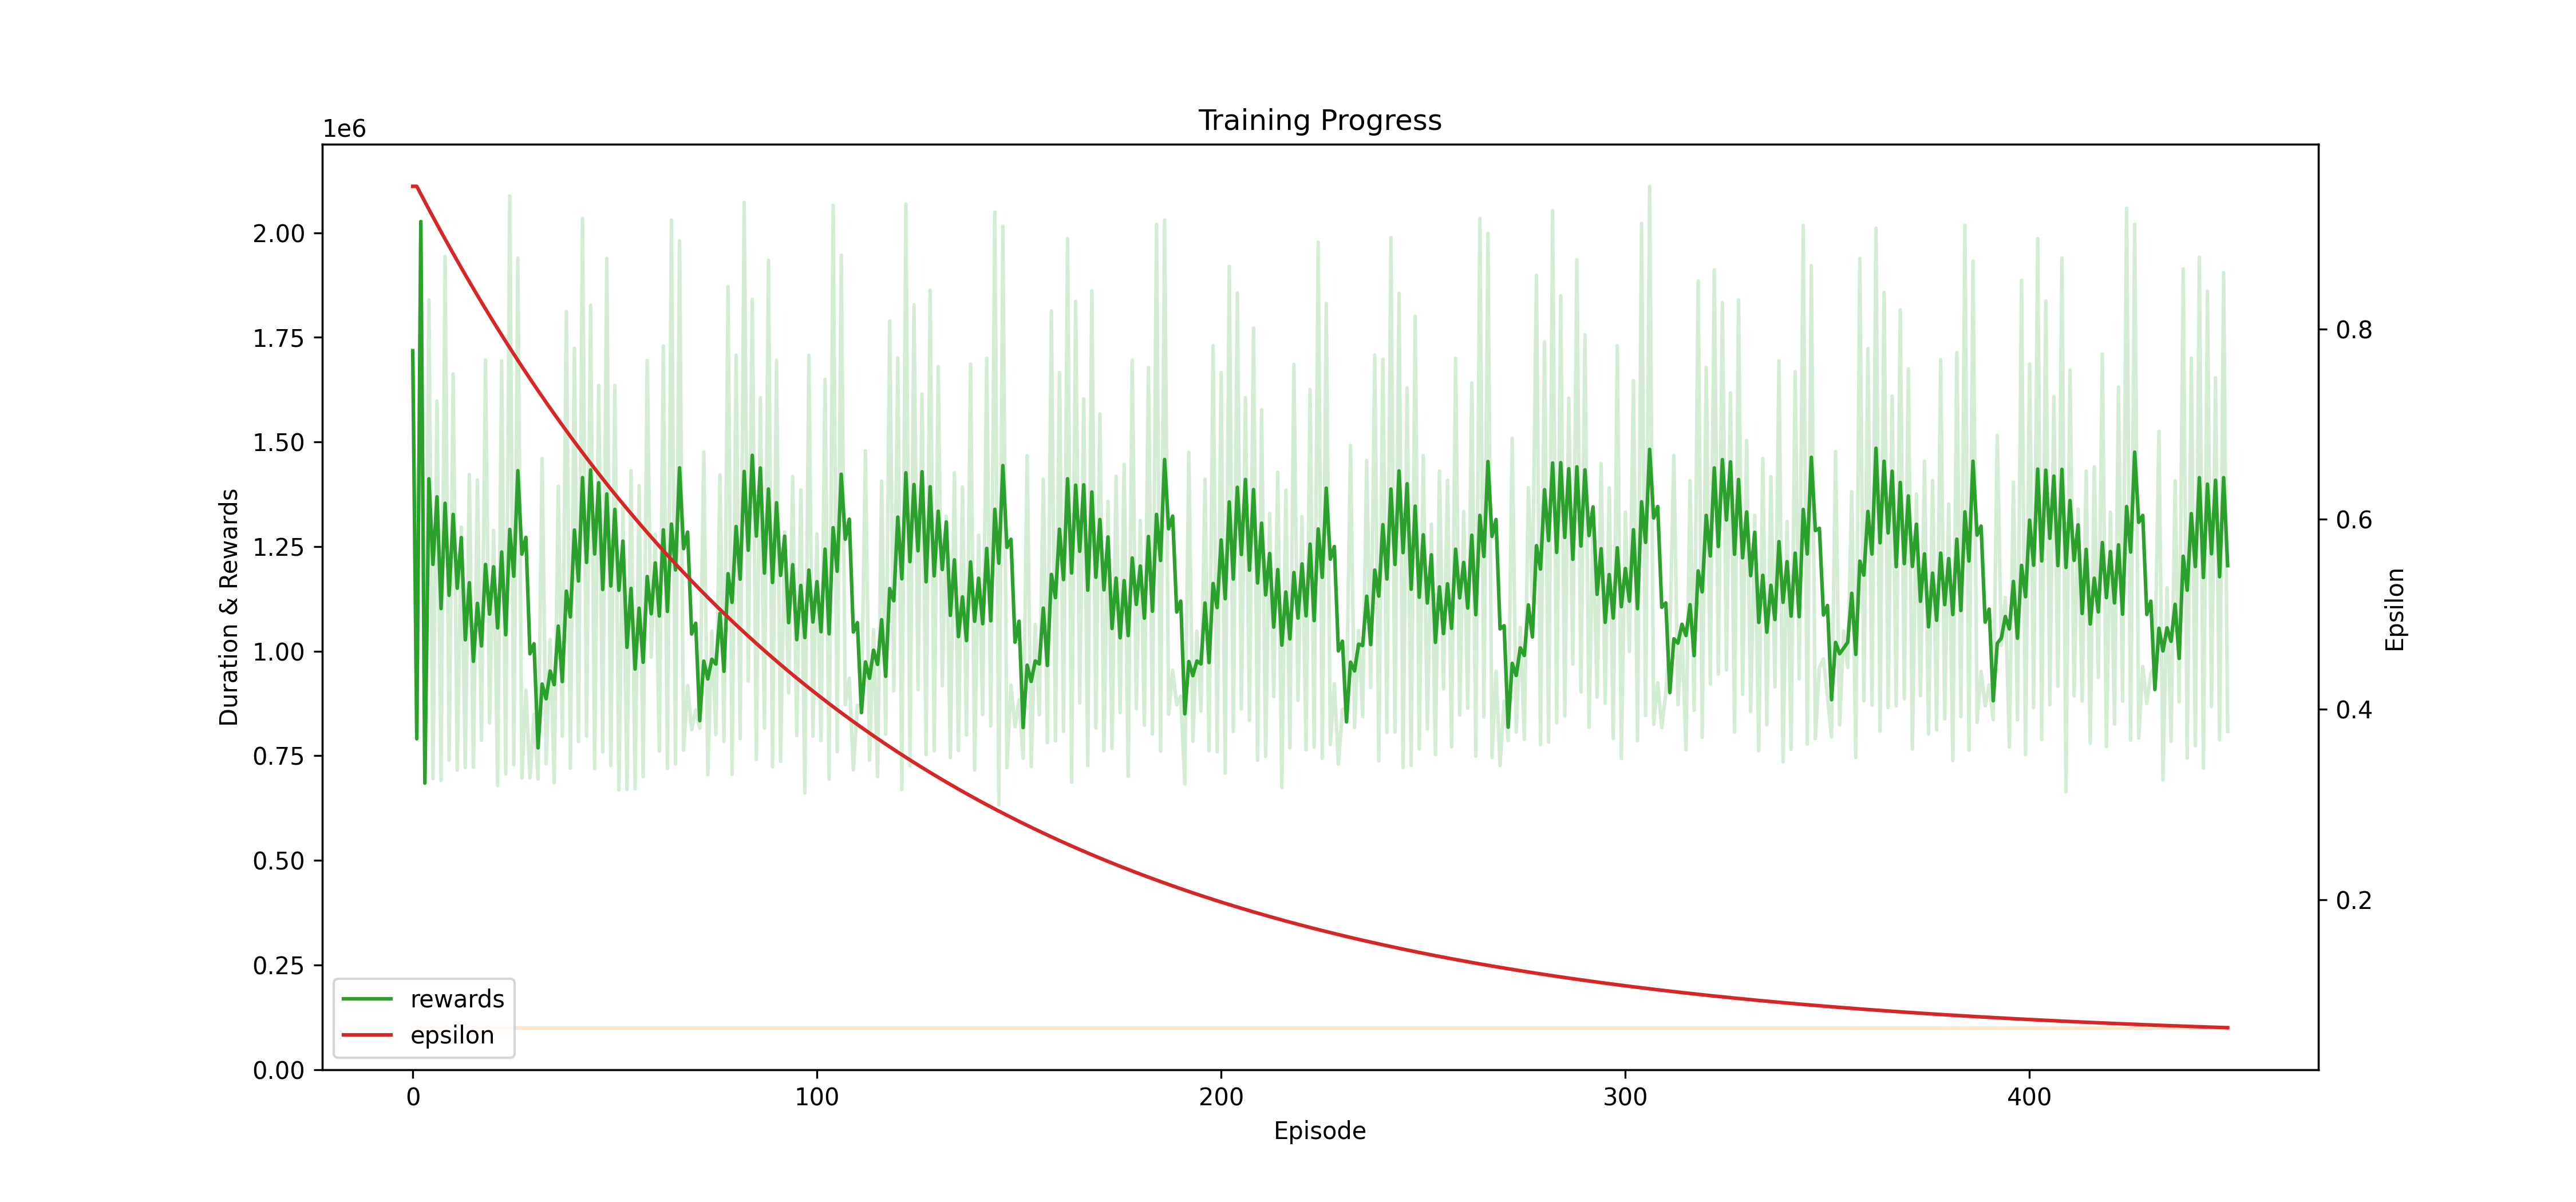 Training Progress
1e6
2.00
1.75
1.50
1.25
1.00
0.75
0.50
0.25
0.00
Duration & Rewards
0.8
0.6
0.4
0.2
Epsilon
rewards
epsilon
0 100 200 300 400
Episode